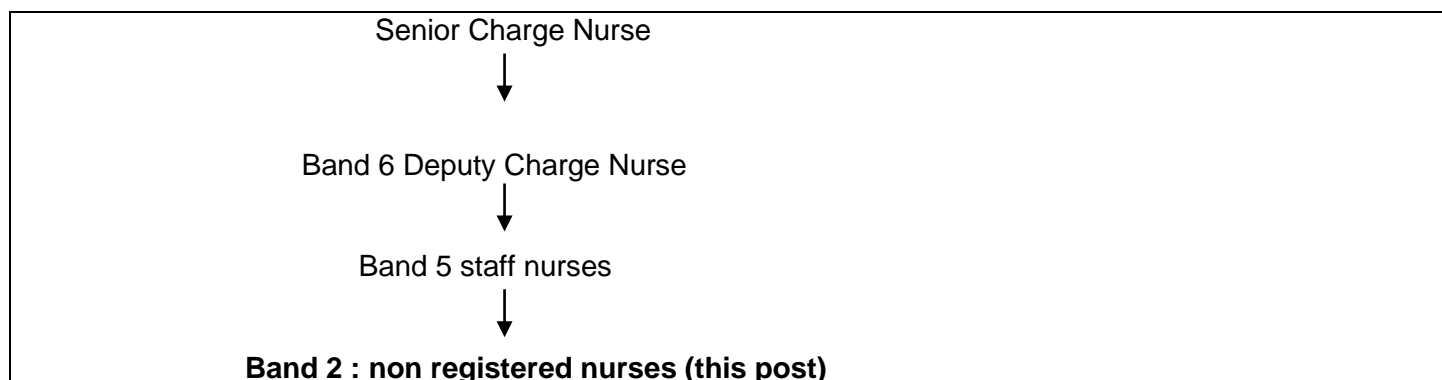 Senior Charge Nurse
Band 6 Deputy Charge Nurse
Band 5 staff nurses
Band 2 : non registered nurses (this post)